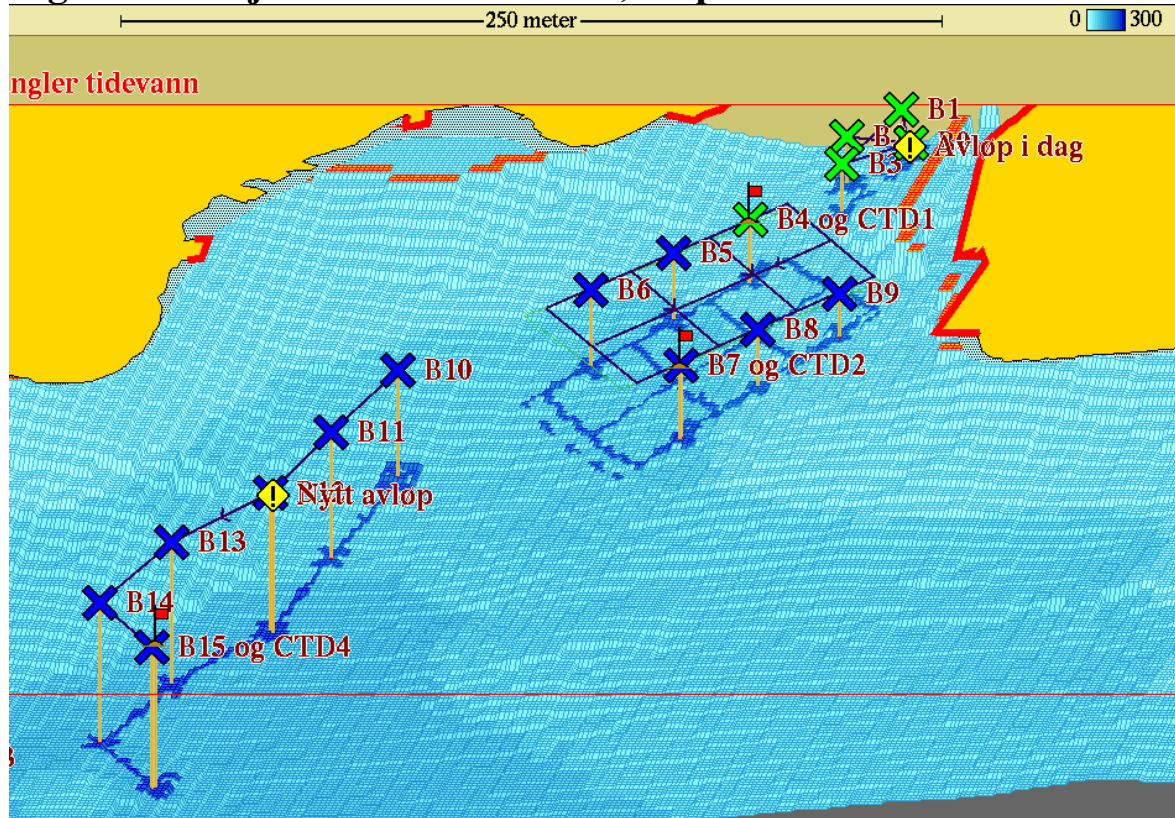 250 meter
0 300
ngler tidevann
B1
Avløp i dag
B3
B4 og CTD1
B5
B6
B9
B8
B7 og CTD2
B10
B11
Nytt avløp
B13
B14
B15 og CTD4